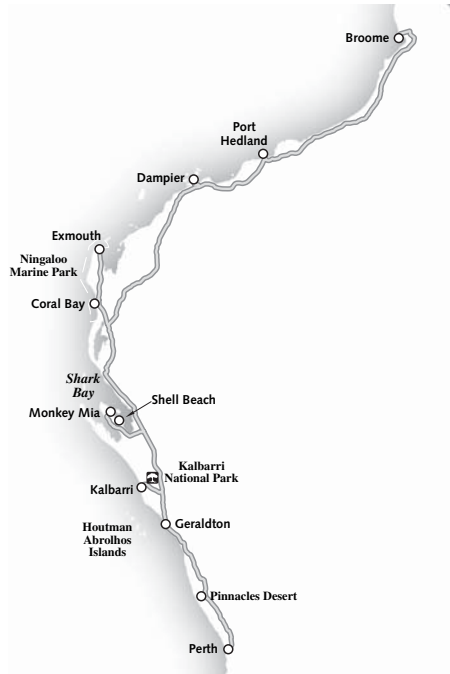 Broome
Port
Hedland
Dampier
Exmouth
Ningaloo
Marine Park
Coral Bay
Shark
Bay
Shell Beach
Monkey Mia
Kalbarri
National Park
Kalbarri
Geraldton
Houtman
Abrolhos
Islands
Pinnacles Desert
Perth